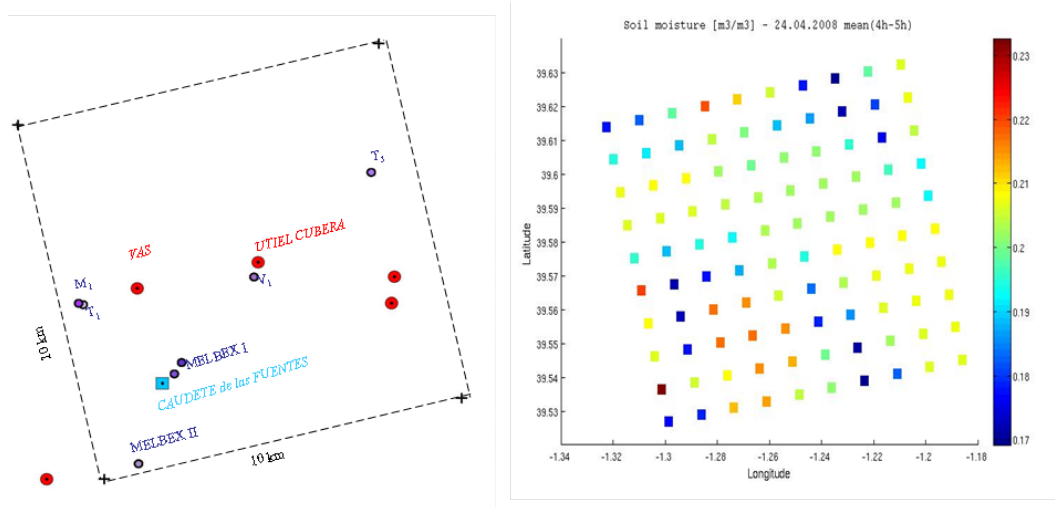 T3
UTIEL CUBERA
VAS
V1
M1
T1
10 km
MELBEX I
CAUDETE de las FUENTES
MELBEX II
10 km
Soil moisture [m3/m3] - 24.04.2008 mean(4h-5h)
39.63
39.62
39.61
39.6
39.59
39.58
39.57
39.56
39.55
39.54
39.53
Latitude
-1.34
-1.32
-1.3
-1.28
-1.26
-1.24
-1.22
-1.2
-1.18
Longitude
0.23
0.22
0.21
0.2
0.19
0.18
0.17